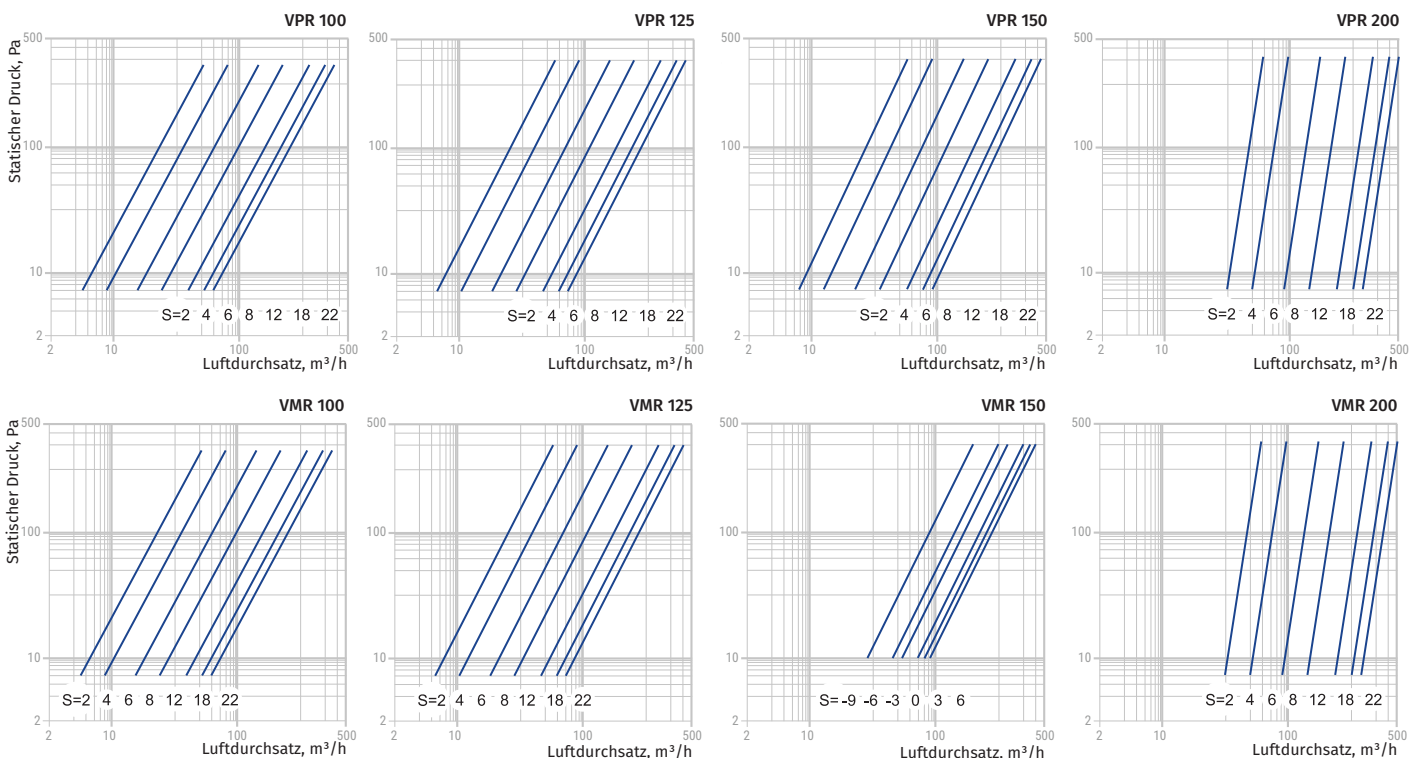 VPR 100
VPR 125
VPR 150
VPR 200
Statischer Druck, Pa
500
100
10
2
S=2 4 6 8 12 18 22
2 10 100 500
Luftdurchsatz, m³/h
500
100
10
2
S=2 4 6 8 12 18 22
2 10 100 500
Luftdurchsatz, m³/h
500
100
10
2
S=2 4 6 8 12 18 22
2 10 100 500
Luftdurchsatz, m³/h
500
100
10
2
S=2 4 6 8 12 18 22
2 10 100 500
Luftdurchsatz, m³/h
VMR 100
VMR 125
VMR 150
VMR 200
Statischer Druck, Pa
500
100
10
2
S=2 4 6 8 12 18 22
2 10 100 500
Luftdurchsatz, m³/h
500
100
10
2
S=2 4 6 8 12 18 22
2 10 100 500
Luftdurchsatz, m³/h
500
100
10
2
S= -9 -6 -3 0 3 6
2 10 100 500
Luftdurchsatz, m³/h
500
100
10
2
S=2 4 6 8 12 18 22
2 10 100 500
Luftdurchsatz, m³/h